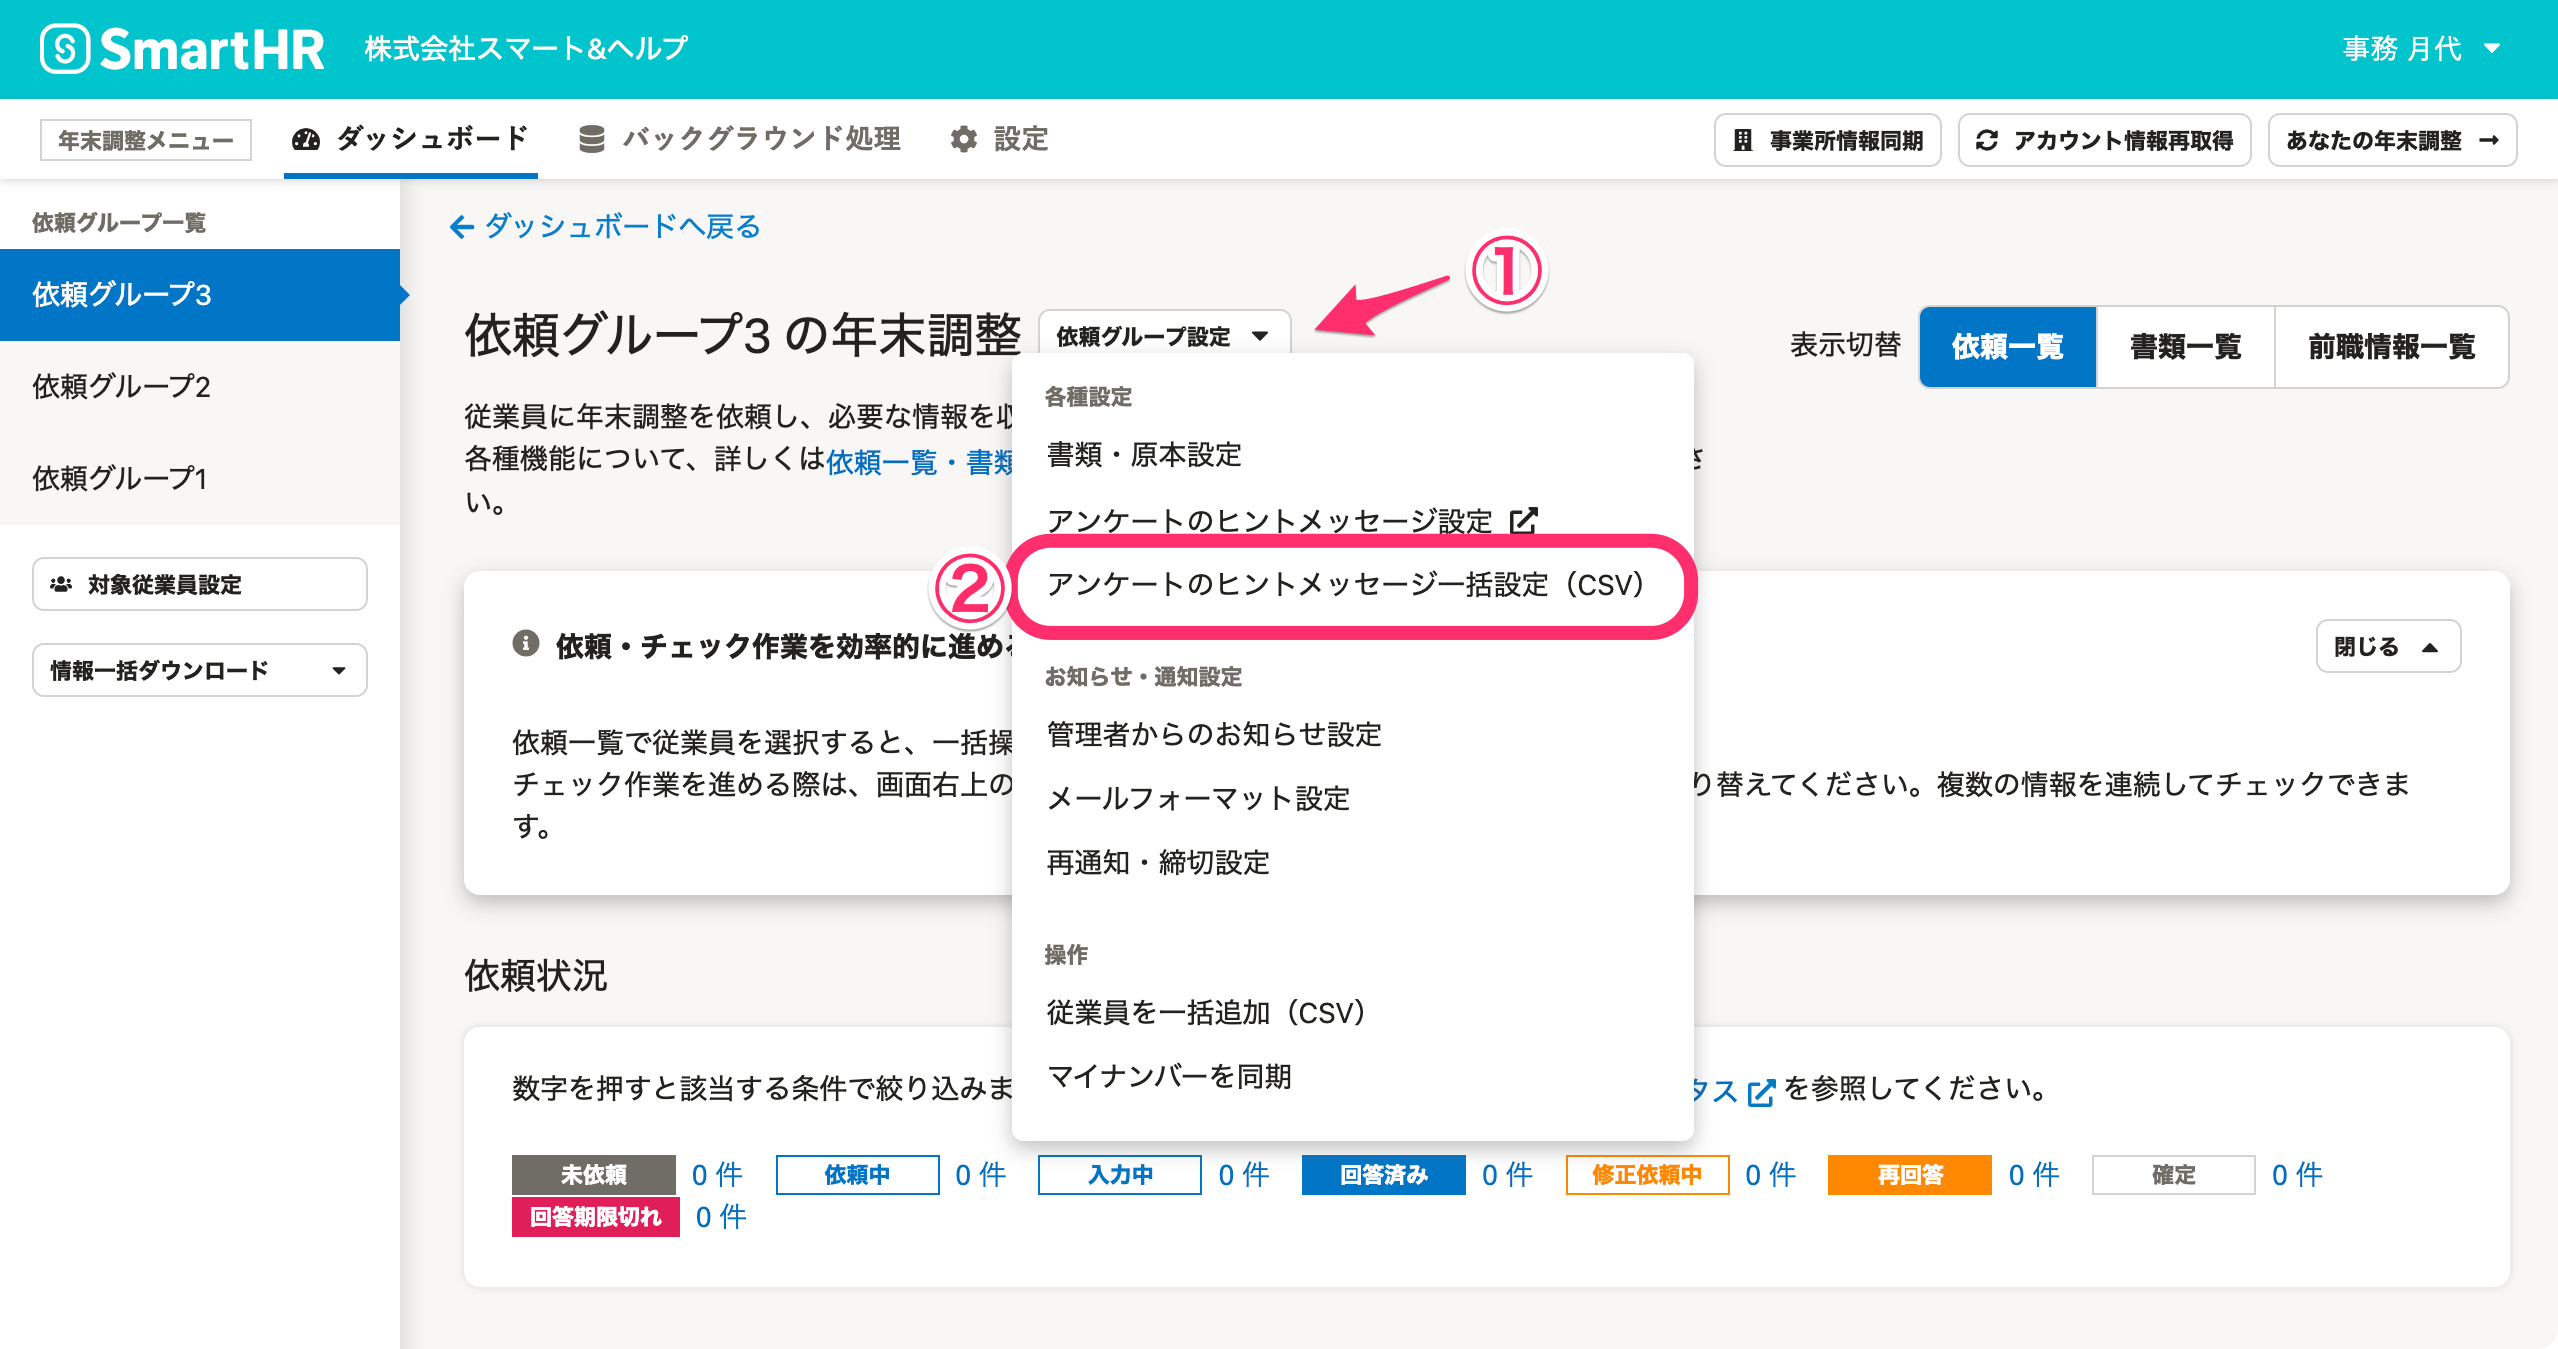 SmartHR 株式会社スマート&ヘルプ 事務 月代
年末調整メニュー ダッシュボード バックグラウンド処理 設定 事業所情報同期 アカウント情報再取得 あなたの年末調整 →
依頼グループ一覧
依頼グループ3
依頼グループ2
依頼グループ1
対象従業員設定
情報一括ダウンロード
← ダッシュボードへ戻る
①
依頼グループ3 の年末調整 依頼グループ設定 表示切替 依頼一覧 書類一覧 前職情報一覧
従業員に年末調整を依頼し、必要な情報を
各種機能について、詳しくは依頼一覧・書類 さ
い。
各種設定
書類・原本設定
アンケートのヒントメッセージ設定
② アンケートのヒントメッセージ一括設定（CSV）
お知らせ・通知設定
管理者からのお知らせ設定
メールフォーマット設定
再通知・締切設定
操作
従業員を一括追加（CSV）
マイナンバーを同期
依頼・チェック作業を効率的に進める 閉じる
依頼一覧で従業員を選択すると、一括操
チェック作業を進める際は、画面右上の り替えてください。複数の情報を連続してチェックできま
す。
依頼状況
数字を押すと該当する条件で絞り込みま タス を参照してください。
未依頼 0 件 依頼中 0 件 入力中 0 件 回答済み 0 件 修正依頼中 0 件 再回答 0 件 確定 0 件
回答期限切れ 0 件